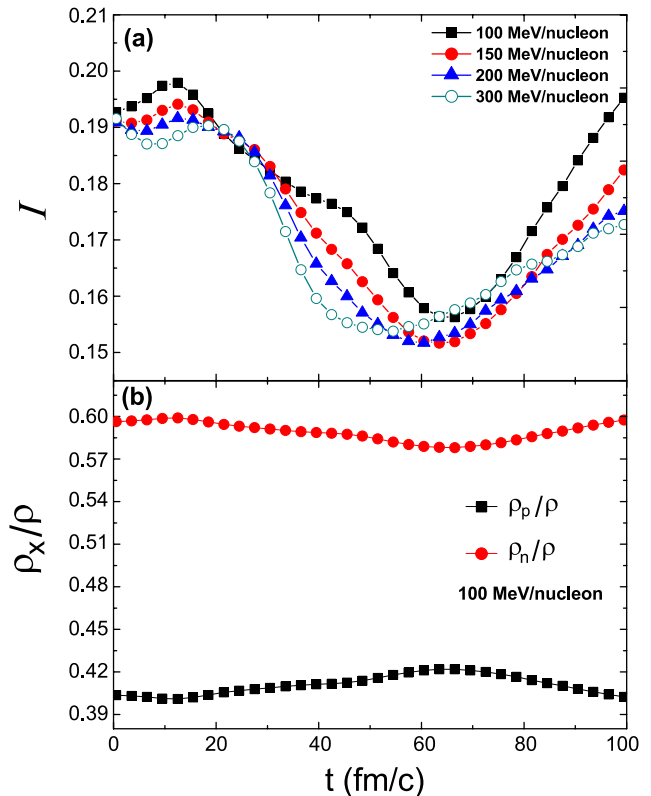 0.21
(a)
100 MeV/nucleon
150 MeV/nucleon
200 MeV/nucleon
300 MeV/nucleon
0.20
0.19
I
0.18
0.17
0.16
0.15
(b)
0.60
0.57
0.54
ρx/ρ
0.51
0.48
0.45
0.42
0.39
ρp/ρ
ρn/ρ
100 MeV/nucleon
0 20 40 60 80 100
t (fm/c)